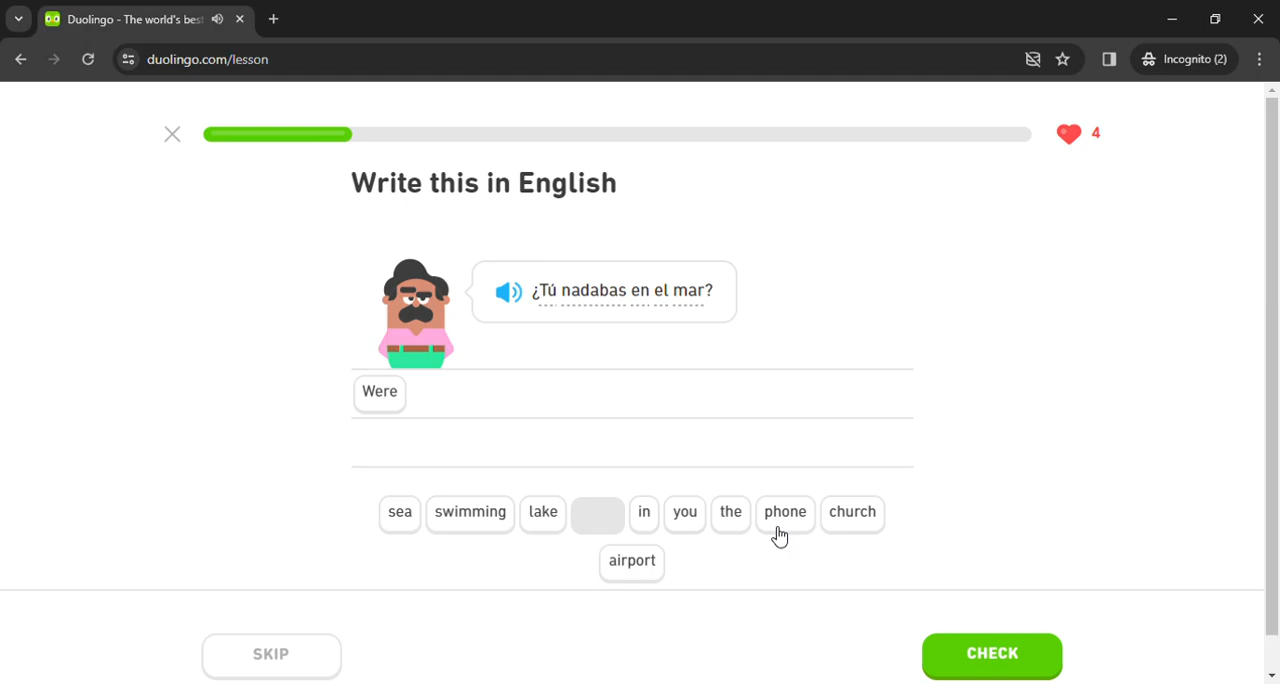 Duolingo - The world's bes
duolingo.com/lesson
Incognito (2)
4
Write this in English
¿Tú nadabas en el mar?
Were
sea swimming lake in you the phone church
airport
SKIP
CHECK